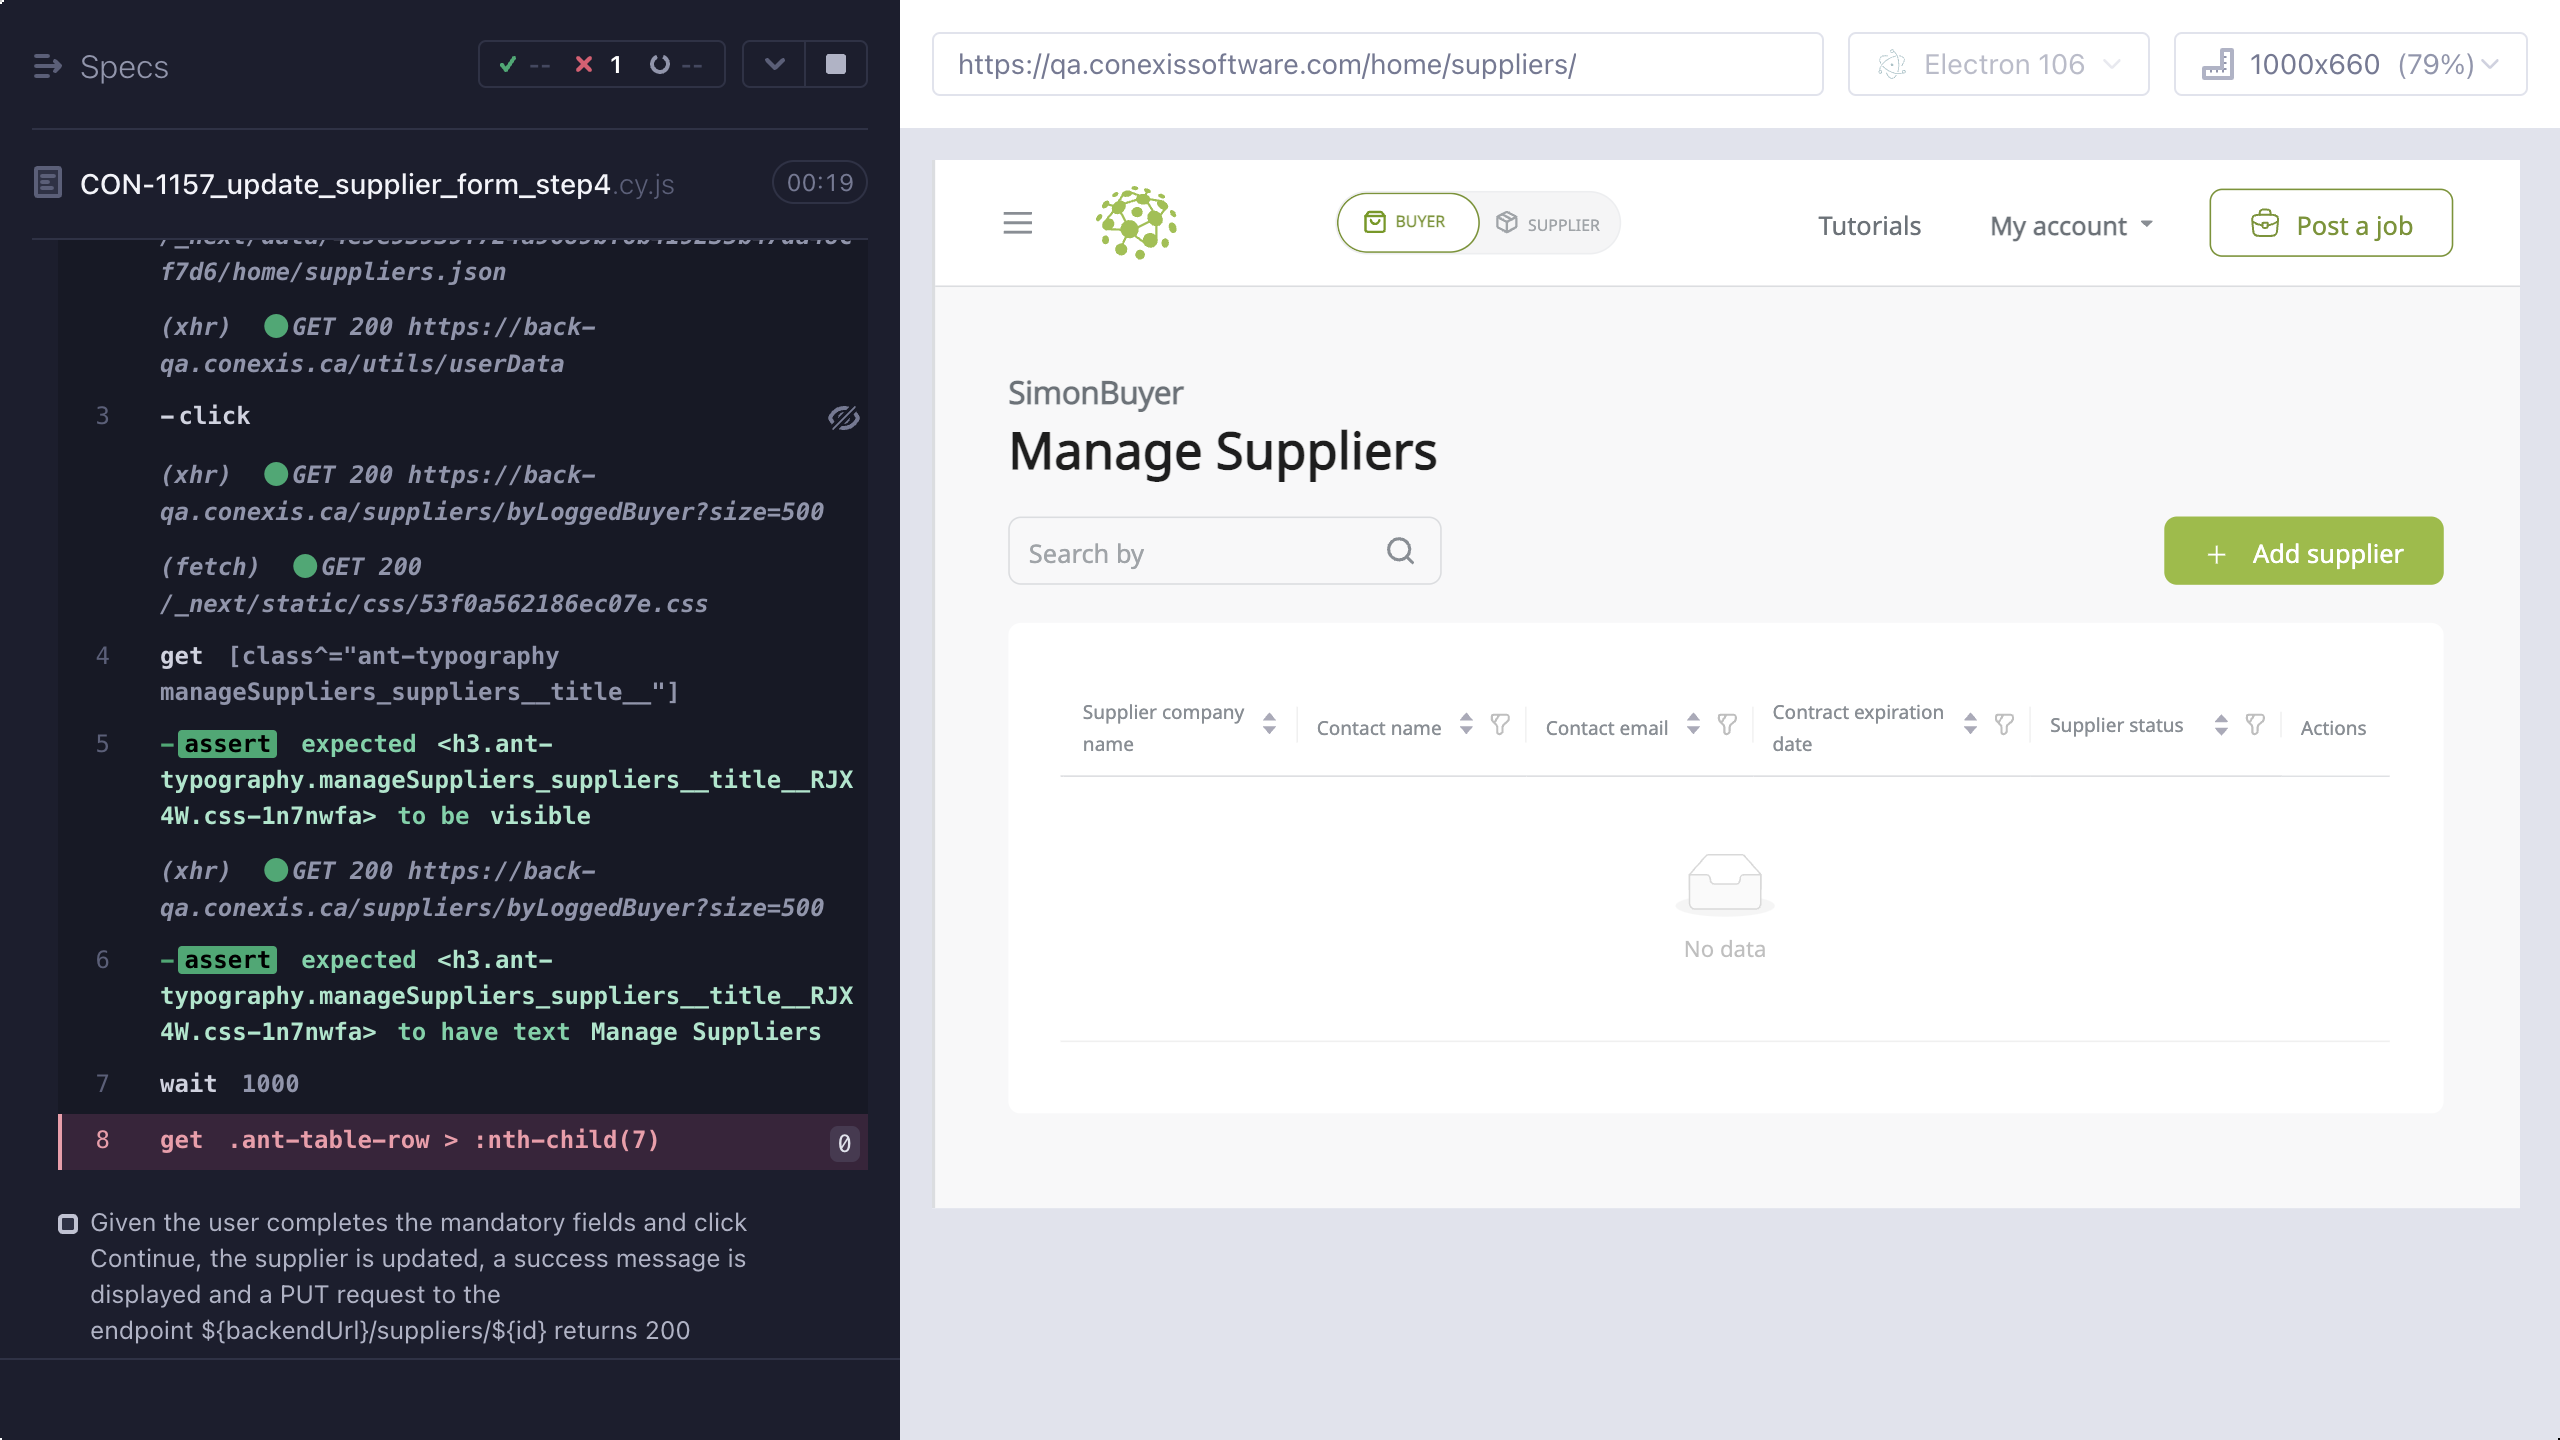 Specs
-- 1 --
CON-1157_update_supplier_form_step4.cy.js 00:19
f7d6/home/suppliers.json
(xhr) GET 200 https://back-
qa.conexis.ca/utils/userData
3 -click
(xhr) GET 200 https://back-
qa.conexis.ca/suppliers/byLoggedBuyer?size=500
(fetch) GET 200
/_next/static/css/53f0a562186ec07e.css
4 get [class^="ant-typography
manageSuppliers_suppliers__title__"]
5 -assert expected <h3.ant-
typography.manageSuppliers_suppliers__title__RJX
4W.css-1n7nwfa> to be visible
(xhr) GET 200 https://back-
qa.conexis.ca/suppliers/byLoggedBuyer?size=500
6 -assert expected <h3.ant-
typography.manageSuppliers_suppliers__title__RJX
4W.css-1n7nwfa> to have text Manage Suppliers
7 wait 1000
8 get .ant-table-row > :nth-child(7) 0
Given the user completes the mandatory fields and click
Continue, the supplier is updated, a success message is
displayed and a PUT request to the
endpoint ${backendUrl}/suppliers/${id} returns 200
https://qa.conexissoftware.com/home/suppliers/
Electron 106
1000x660 (79%)
BUYER
SUPPLIER
Tutorials
My account
Post a job
SimonBuyer
Manage Suppliers
Search by
+ Add supplier
Supplier company
name
Contact name
Contact email
Contract expiration
date
Supplier status
Actions
No data